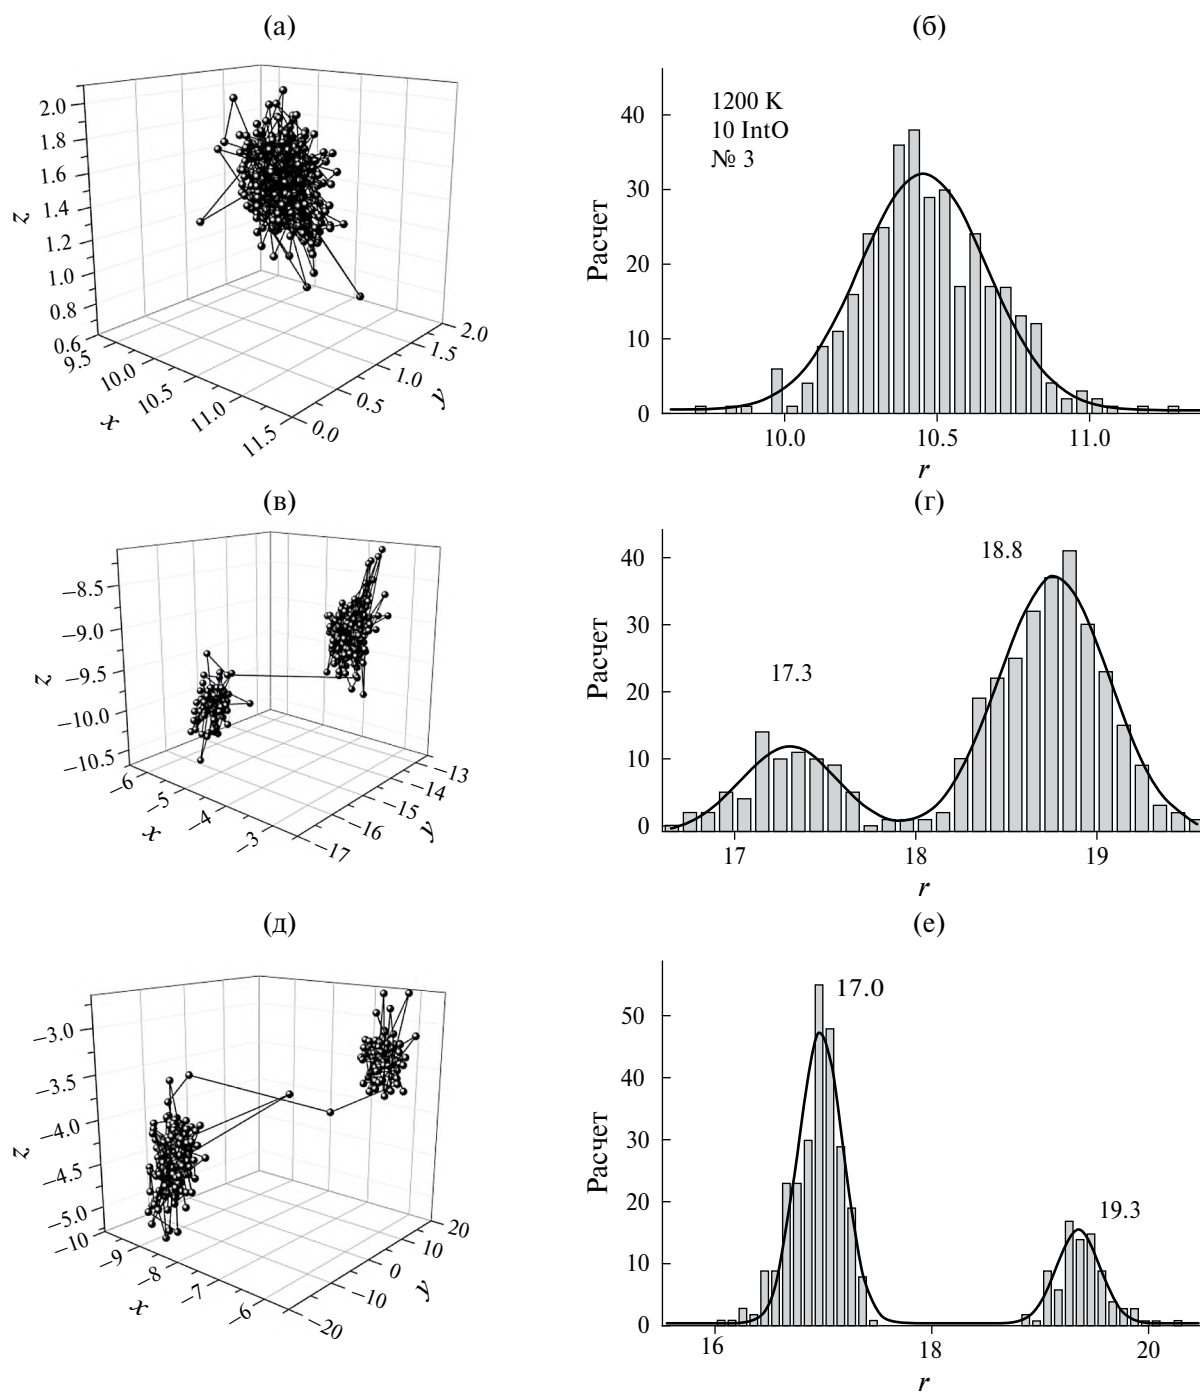 (а)
2.0
1.8
1.6
1.4
1.2
1.0
0.8
0.6
z
9.5
10.0
10.5
11.0
11.5
x
0.0
0.5
1.0
1.5
2.0
y
(б)
1200 K
10 IntO
№ 3
40
30
20
10
0
Расчет
10.0 10.5 11.0
r
(в)
−8.5
−9.0
−9.5
−10.0
−10.5
z
−6
−5
−4
−3
x
−17
−16
−15
−14
−13
y
(г)
18.8
17.3
40
30
20
10
0
Расчет
17 18 19
r
(д)
−3.0
−3.5
−4.0
−4.5
−5.0
z
−10
−9
−8
−7
−6
x
−20
−10
0
10
20
y
(е)
17.0
19.3
50
40
30
20
10
0
Расчет
16 18 20
r